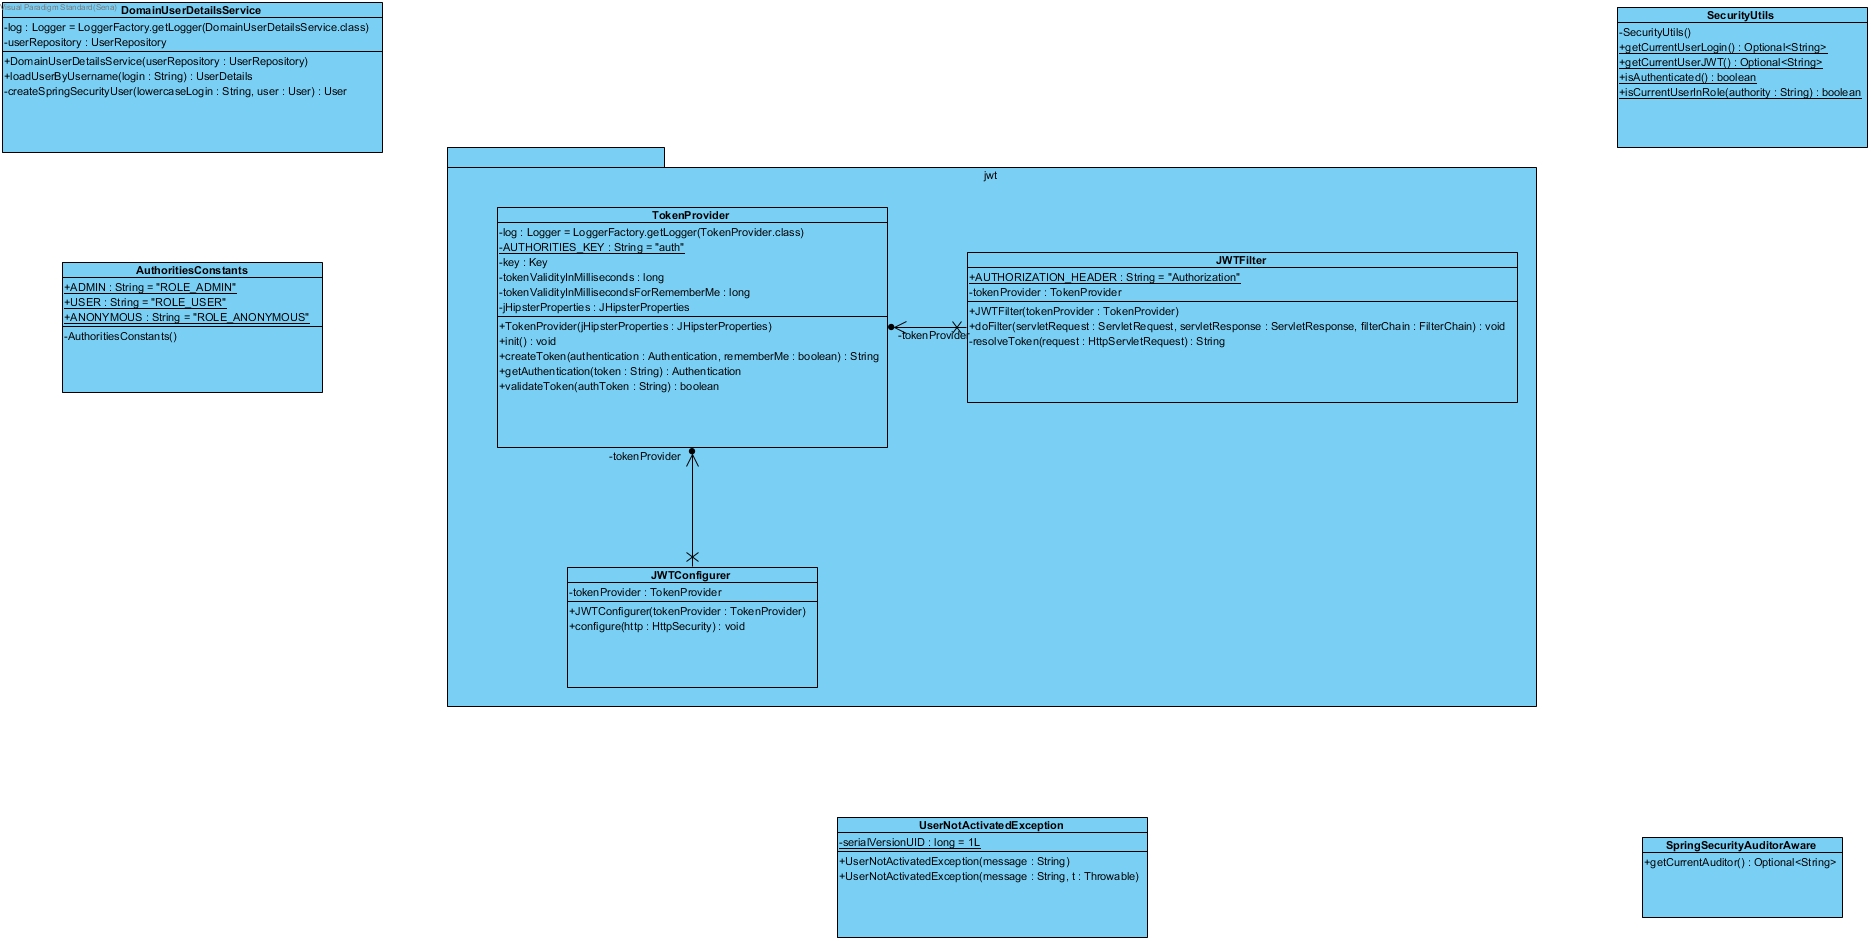 Visual Paradigm Standard(Sena)
DomainUserDetailsService
-log : Logger = LoggerFactory.getLogger(DomainUserDetailsService.class)
-userRepository : UserRepository
+DomainUserDetailsService(userRepository : UserRepository)
+loadUserByUsername(login : String) : UserDetails
-createSpringSecurityUser(lowercaseLogin : String, user : User) : User
SecurityUtils
-SecurityUtils()
+getCurrentUserLogin() : Optional<String>
+getCurrentUserJWT() : Optional<String>
+isAuthenticated() : boolean
+isCurrentUserInRole(authority : String) : boolean
jwt
TokenProvider
-log : Logger = LoggerFactory.getLogger(TokenProvider.class)
-AUTHORITIES_KEY : String = "auth"
-key : Key
-tokenValidityInMilliseconds : long
-tokenValidityInMillisecondsForRememberMe : long
-jHipsterProperties : JHipsterProperties
+TokenProvider(jHipsterProperties : JHipsterProperties)
+init() : void
+createToken(authentication : Authentication, rememberMe : boolean) : String
+getAuthentication(token : String) : Authentication
+validateToken(authToken : String) : boolean
JWTFilter
+AUTHORIZATION_HEADER : String = "Authorization"
-tokenProvider : TokenProvider
+JWTFilter(tokenProvider : TokenProvider)
+doFilter(servletRequest : ServletRequest, servletResponse : ServletResponse, filterChain : FilterChain) : void
-resolveToken(request : HttpServletRequest) : String
-tokenProvider
AuthoritiesConstants
+ADMIN : String = "ROLE_ADMIN"
+USER : String = "ROLE_USER"
+ANONYMOUS : String = "ROLE_ANONYMOUS"
-AuthoritiesConstants()
-tokenProvider
JWTConfigurer
-tokenProvider : TokenProvider
+JWTConfigurer(tokenProvider : TokenProvider)
+configure(http : HttpSecurity) : void
UserNotActivatedException
-serialVersionUID : long = 1L
+UserNotActivatedException(message : String)
+UserNotActivatedException(message : String, t : Throwable)
SpringSecurityAuditorAware
+getCurrentAuditor() : Optional<String>